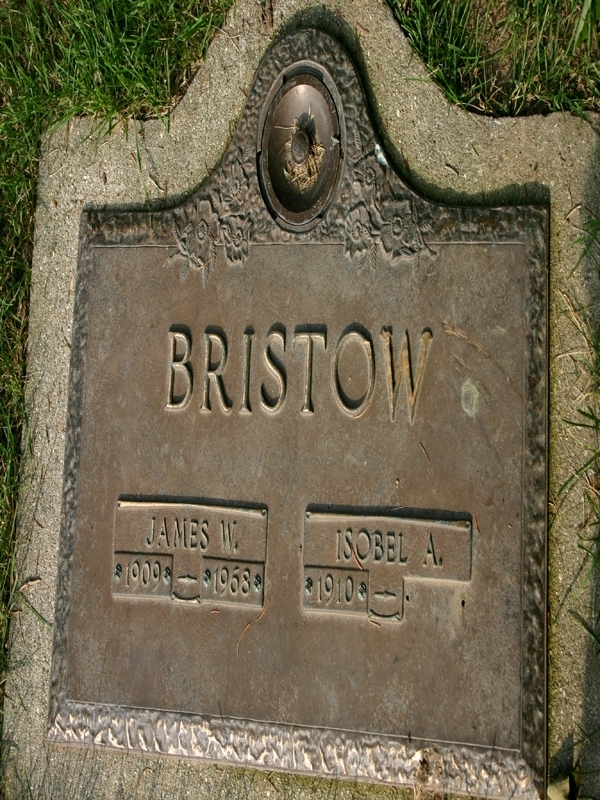 BRISTOW
JAMES W. ISOBEL A.
1909 1968 1910